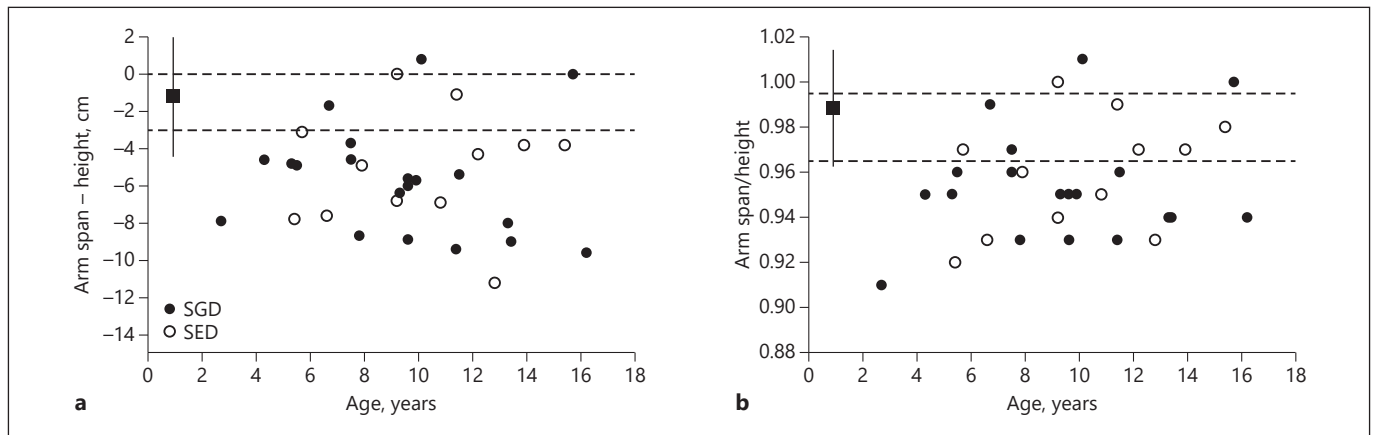 2
0
–2
–4
–6
–8
–10
–12
–14
Arm span – height, cm
SGD
SED
0 2 4 6 8 10 12 14 16 18
Age, years
a
1.02
1.00
0.98
0.96
0.94
0.92
0.90
0.88
Arm span/height
0 2 4 6 8 10 12 14 16 18
Age, years
b